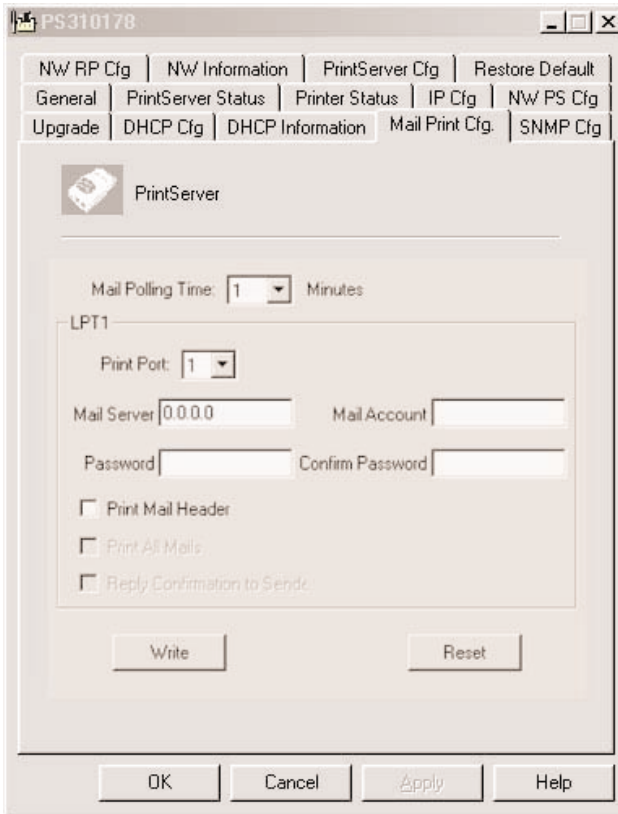 PS310178
NW RP Cfg NW Information PrintServer Cfg Restore Default
General PrintServer Status Printer Status IP Cfg NW PS Cfg
Upgrade DHCP Cfg DHCP Information Mail Print Cfg. SNMP Cfg
PrintServer
Mail Polling Time: 1 Minutes
LPT1
Print Port: 1
Mail Server 0.0.0.0 Mail Account
Password Confirm Password
Print Mail Header
Print All Mails
Reply Confirmation to Sende
Write Reset
OK Cancel Apply Help